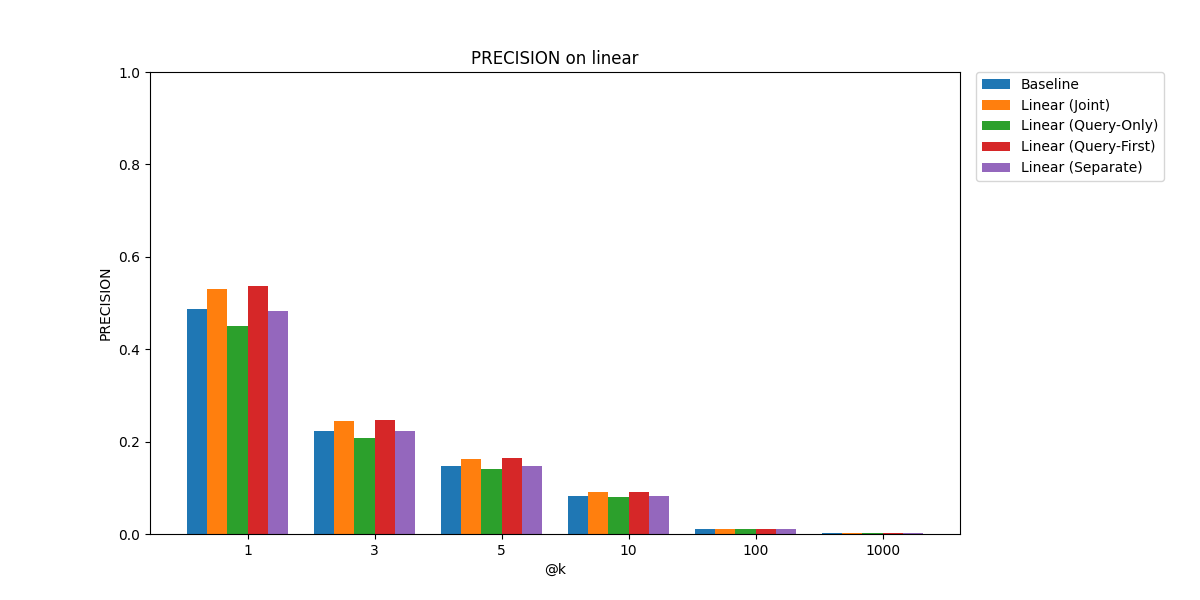 PRECISION on linear
1.0
0.8
0.6
0.4
0.2
0.0
PRECISION
1 3 5 10 100 1000
@k
Baseline
Linear (Joint)
Linear (Query-Only)
Linear (Query-First)
Linear (Separate)